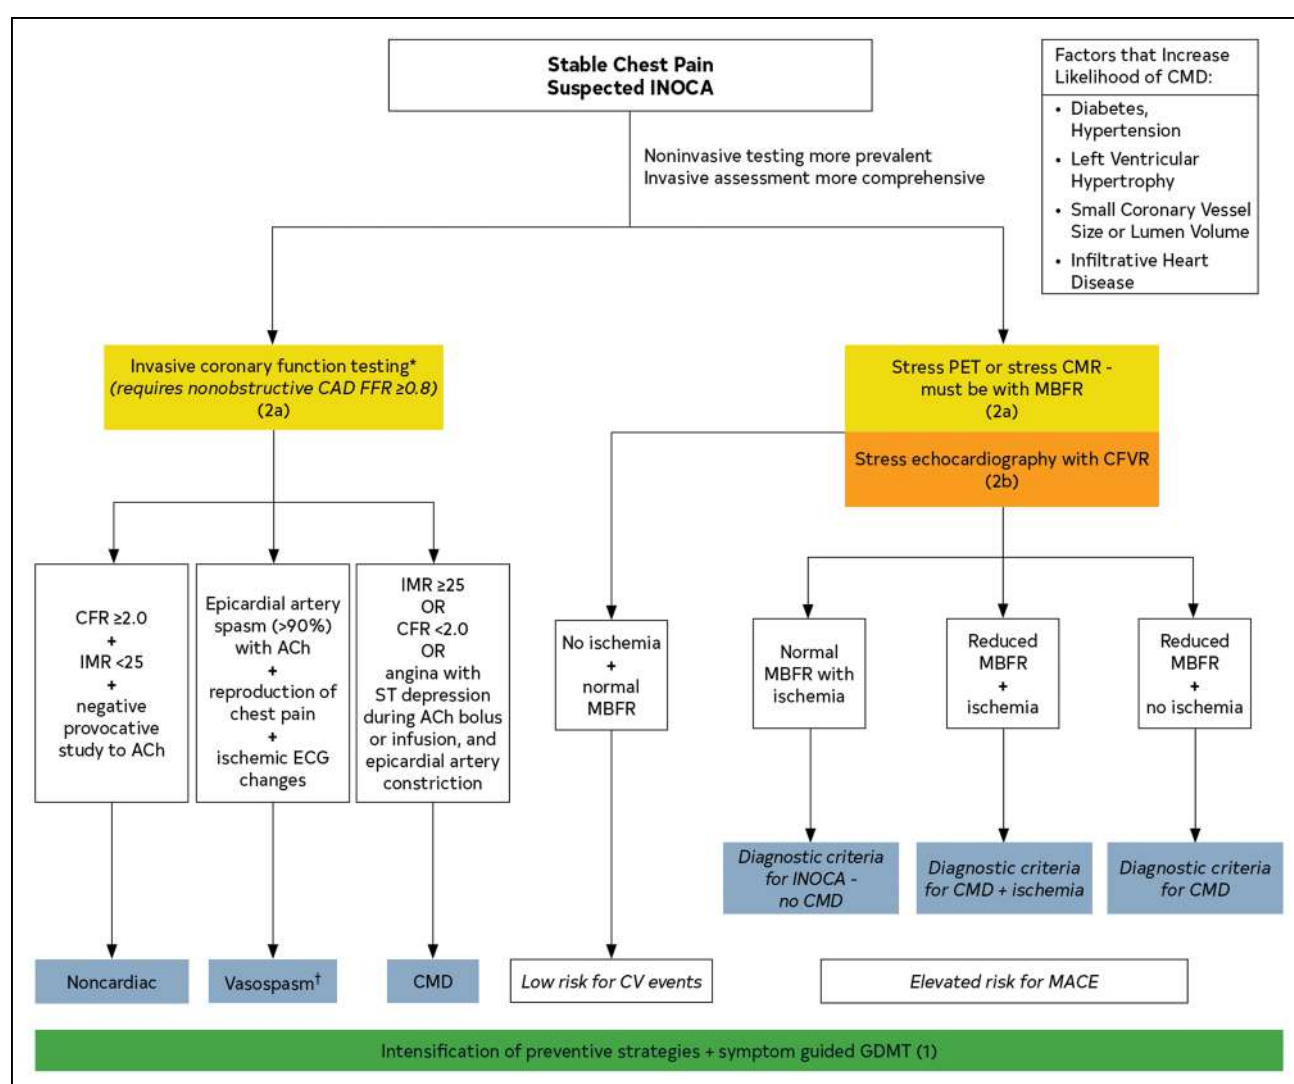 Stable Chest Pain
Suspected INOCA
Factors that Increase
Likelihood of CMD:
• Diabetes,
Hypertension
• Left Ventricular
Hypertrophy
• Small Coronary Vessel
Size or Lumen Volume
• Infiltrative Heart
Disease
Noninvasive testing more prevalent
Invasive assessment more comprehensive
Invasive coronary function testing*
(requires nonobstructive CAD FFR ≥0.8)
(2a)
Stress PET or stress CMR -
must be with MBFR
(2a)
Stress echocardiography with CFVR
(2b)
CFR ≥2.0
+
IMR <25
+
negative
provocative
study to ACh
Epicardial artery
spasm (>90%)
with ACh
+
reproduction of
chest pain
+
ischemic ECG
changes
IMR ≥25
OR
CFR <2.0
OR
angina with
ST depression
during ACh bolus
or infusion, and
epicardial artery
constriction
No ischemia
+
normal
MBFR
Normal
MBFR with
ischemia
Reduced
MBFR
+
ischemia
Reduced
MBFR
+
no ischemia
Diagnostic criteria
for INOCA -
no CMD
Diagnostic criteria
for CMD + ischemia
Diagnostic criteria
for CMD
Noncardiac
Vasospasm†
CMD
Low risk for CV events
Elevated risk for MACE
Intensification of preventive strategies + symptom guided GDMT (1)